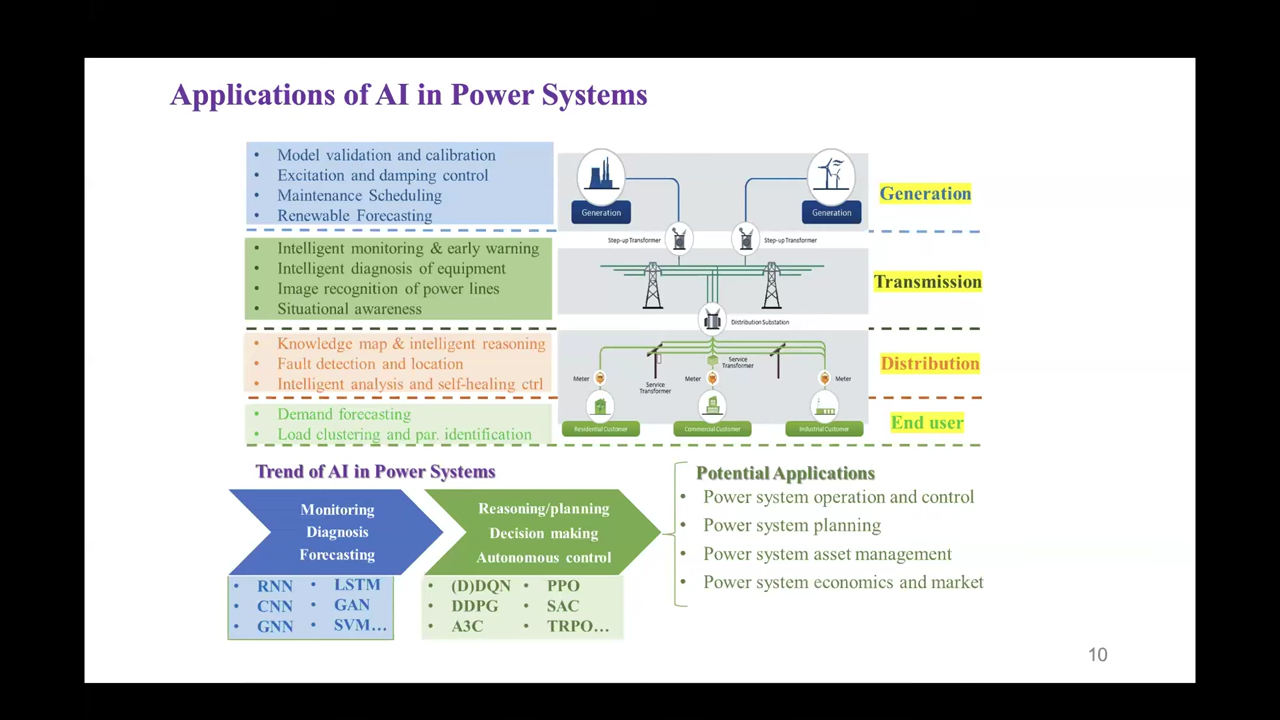 Applications of AI in Power Systems
• Model validation and calibration
• Excitation and damping control
• Maintenance Scheduling
• Renewable Forecasting
Generation
Generation
Generation
Step-up Transformer
Step-up Transformer
• Intelligent monitoring & early warning
• Intelligent diagnosis of equipment
• Image recognition of power lines
• Situational awareness
Transmission
Distribution Substation
• Knowledge map & intelligent reasoning
• Fault detection and location
• Intelligent analysis and self-healing ctrl
Service
Transformer
Meter
Service
Transformer
Meter
Meter
Distribution
• Demand forecasting
• Load clustering and par. identification
Residential Customer
Commercial Customer
Industrial Customer
End user
Trend of AI in Power Systems
Monitoring
Diagnosis
Forecasting
• RNN • LSTM
• CNN • GAN
• GNN • SVM…
Reasoning/planning
Decision making
Autonomous control
• (D)DQN • PPO
• DDPG • SAC
• A3C • TRPO…
Potential Applications
• Power system operation and control
• Power system planning
• Power system asset management
• Power system economics and market
10